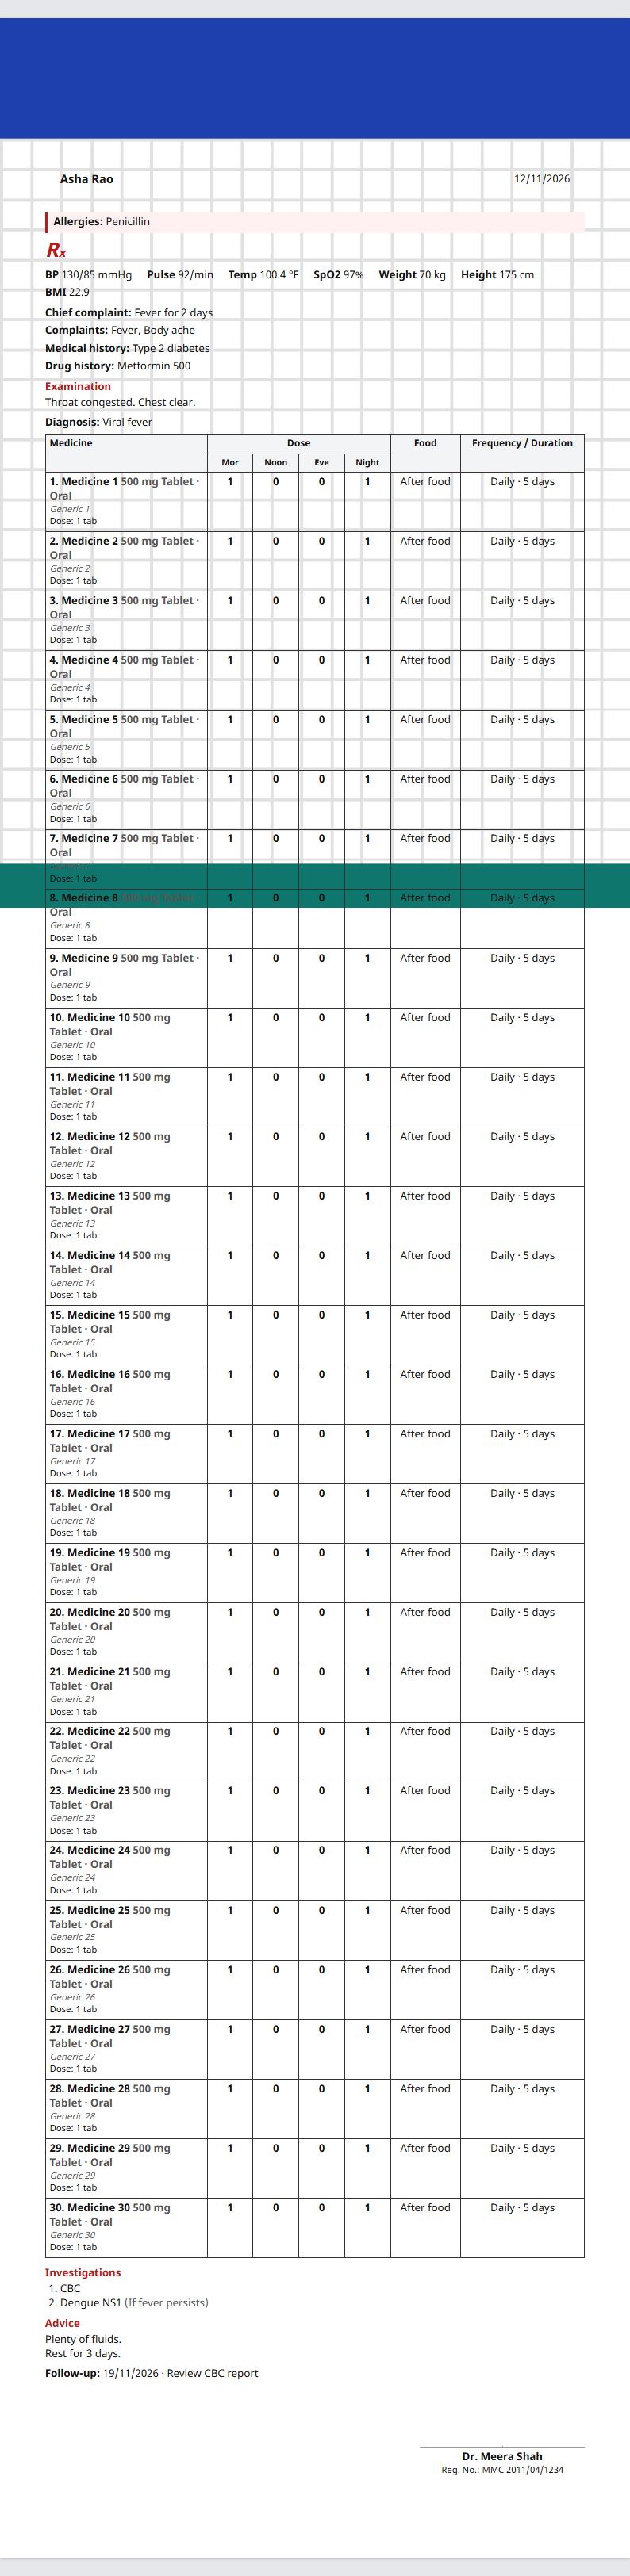 Asha Rao 12/11/2026
Allergies: Penicillin
Rx
BP 130/85 mmHg Pulse 92/min Temp 100.4 °F SpO2 97% Weight 70 kg Height 175 cm
BMI 22.9
Chief complaint: Fever for 2 days
Complaints: Fever, Body ache
Medical history: Type 2 diabetes
Drug history: Metformin 500
Examination
Throat congested. Chest clear.
Diagnosis: Viral fever
Medicine Dose Food Frequency / Duration
Mor Noon Eve Night
1. Medicine 1 500 mg Tablet · 1 0 0 1 After food Daily · 5 days
Oral
Generic 1
Dose: 1 tab
2. Medicine 2 500 mg Tablet · 1 0 0 1 After food Daily · 5 days
Oral
Generic 2
Dose: 1 tab
3. Medicine 3 500 mg Tablet · 1 0 0 1 After food Daily · 5 days
Oral
Generic 3
Dose: 1 tab
4. Medicine 4 500 mg Tablet · 1 0 0 1 After food Daily · 5 days
Oral
Generic 4
Dose: 1 tab
5. Medicine 5 500 mg Tablet · 1 0 0 1 After food Daily · 5 days
Oral
Generic 5
Dose: 1 tab
6. Medicine 6 500 mg Tablet · 1 0 0 1 After food Daily · 5 days
Oral
Generic 6
Dose: 1 tab
7. Medicine 7 500 mg Tablet · 1 0 0 1 After food Daily · 5 days
Oral
Dose: 1 tab
8. Medicine 8 500 mg Tablet · 1 0 0 1 After food Daily · 5 days
Oral
Generic 8
Dose: 1 tab
9. Medicine 9 500 mg Tablet · 1 0 0 1 After food Daily · 5 days
Oral
Generic 9
Dose: 1 tab
10. Medicine 10 500 mg 1 0 0 1 After food Daily · 5 days
Tablet · Oral
Generic 10
Dose: 1 tab
11. Medicine 11 500 mg 1 0 0 1 After food Daily · 5 days
Tablet · Oral
Generic 11
Dose: 1 tab
12. Medicine 12 500 mg 1 0 0 1 After food Daily · 5 days
Tablet · Oral
Generic 12
Dose: 1 tab
13. Medicine 13 500 mg 1 0 0 1 After food Daily · 5 days
Tablet · Oral
Generic 13
Dose: 1 tab
14. Medicine 14 500 mg 1 0 0 1 After food Daily · 5 days
Tablet · Oral
Generic 14
Dose: 1 tab
15. Medicine 15 500 mg 1 0 0 1 After food Daily · 5 days
Tablet · Oral
Generic 15
Dose: 1 tab
16. Medicine 16 500 mg 1 0 0 1 After food Daily · 5 days
Tablet · Oral
Generic 16
Dose: 1 tab
17. Medicine 17 500 mg 1 0 0 1 After food Daily · 5 days
Tablet · Oral
Generic 17
Dose: 1 tab
18. Medicine 18 500 mg 1 0 0 1 After food Daily · 5 days
Tablet · Oral
Generic 18
Dose: 1 tab
19. Medicine 19 500 mg 1 0 0 1 After food Daily · 5 days
Tablet · Oral
Generic 19
Dose: 1 tab
20. Medicine 20 500 mg 1 0 0 1 After food Daily · 5 days
Tablet · Oral
Generic 20
Dose: 1 tab
21. Medicine 21 500 mg 1 0 0 1 After food Daily · 5 days
Tablet · Oral
Generic 21
Dose: 1 tab
22. Medicine 22 500 mg 1 0 0 1 After food Daily · 5 days
Tablet · Oral
Generic 22
Dose: 1 tab
23. Medicine 23 500 mg 1 0 0 1 After food Daily · 5 days
Tablet · Oral
Generic 23
Dose: 1 tab
24. Medicine 24 500 mg 1 0 0 1 After food Daily · 5 days
Tablet · Oral
Generic 24
Dose: 1 tab
25. Medicine 25 500 mg 1 0 0 1 After food Daily · 5 days
Tablet · Oral
Generic 25
Dose: 1 tab
26. Medicine 26 500 mg 1 0 0 1 After food Daily · 5 days
Tablet · Oral
Generic 26
Dose: 1 tab
27. Medicine 27 500 mg 1 0 0 1 After food Daily · 5 days
Tablet · Oral
Generic 27
Dose: 1 tab
28. Medicine 28 500 mg 1 0 0 1 After food Daily · 5 days
Tablet · Oral
Generic 28
Dose: 1 tab
29. Medicine 29 500 mg 1 0 0 1 After food Daily · 5 days
Tablet · Oral
Generic 29
Dose: 1 tab
30. Medicine 30 500 mg 1 0 0 1 After food Daily · 5 days
Tablet · Oral
Generic 30
Dose: 1 tab
Investigations
1. CBC
2. Dengue NS1 (If fever persists)
Advice
Plenty of fluids.
Rest for 3 days.
Follow-up: 19/11/2026 · Review CBC report
Dr. Meera Shah
Reg. No.: MMC 2011/04/1234